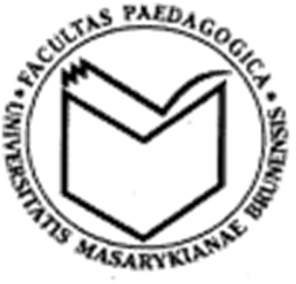 • FACULTAS PAEDAGOGICA •
UNIVERSITATIS MASARYKIANAE BRUNENSIS